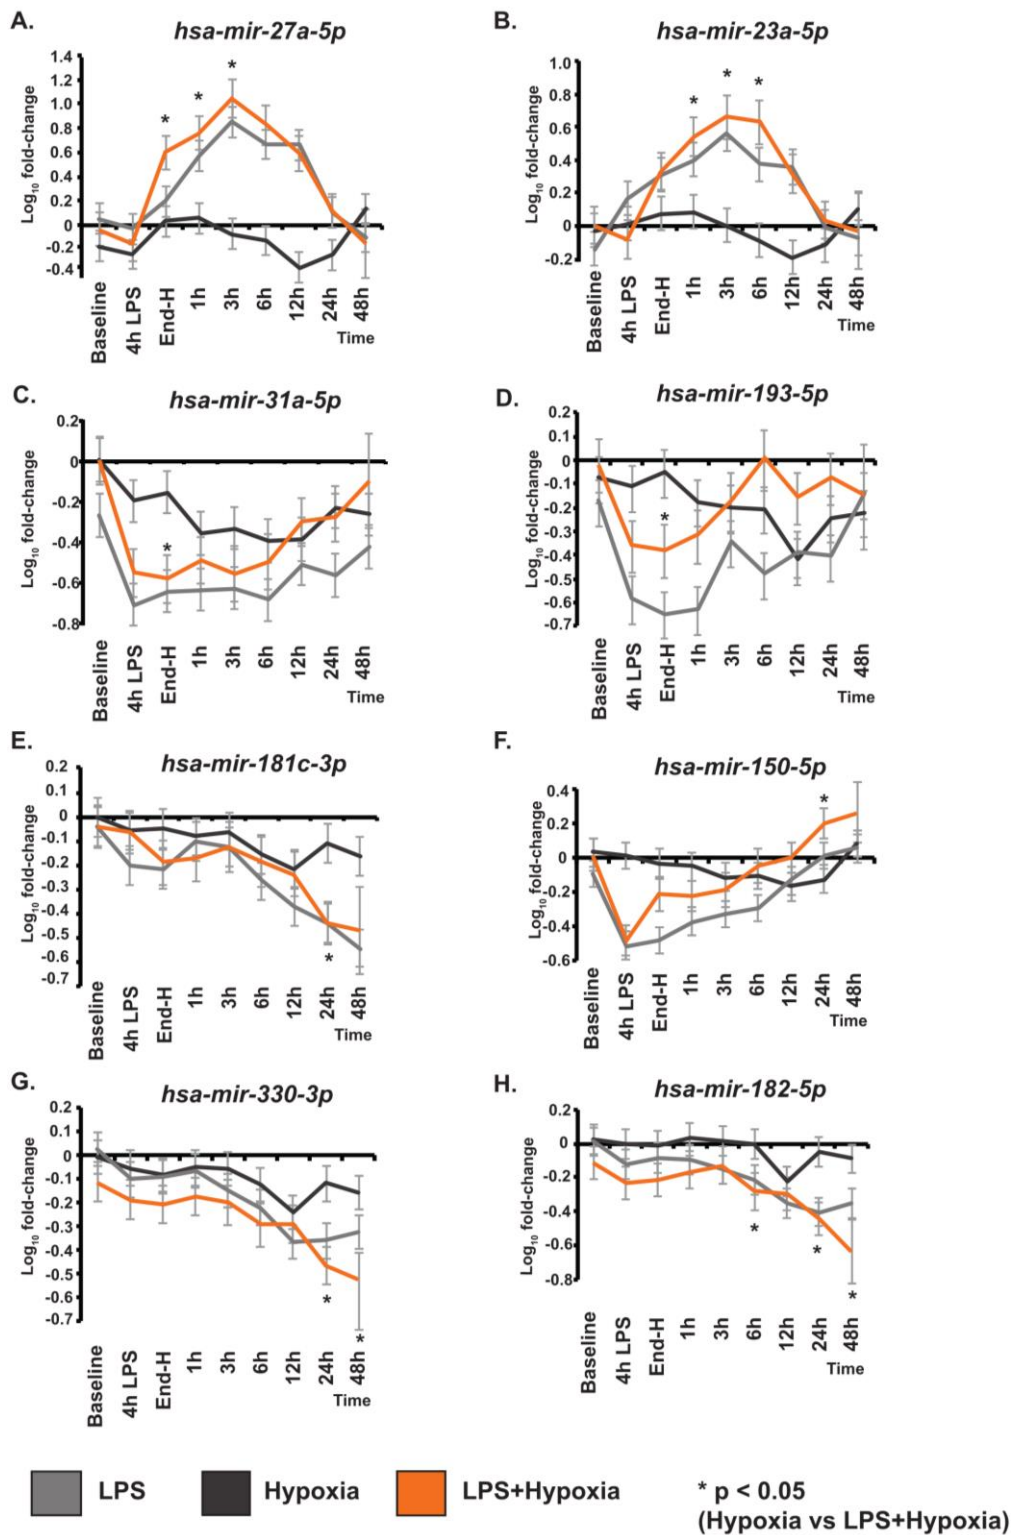 A.
hsa-mir-27a-5p
Log10 fold-change
1.4
1.2
1.0
0.8
0.6
0.4
0.2
0
-0.2
-0.4
* * *
Baseline 4h LPS End-H 1h 3h 6h 12h 24h 48h
Time
B.
hsa-mir-23a-5p
Log10 fold-change
1.0
0.8
0.6
0.4
0.2
0
-0.2
* * *
Baseline 4h LPS End-H 1h 3h 6h 12h 24h 48h
Time
C.
hsa-mir-31a-5p
Log10 fold-change
0.2
0
-0.2
-0.4
-0.6
-0.8
*
Baseline 4h LPS End-H 1h 3h 6h 12h 24h 48h
Time
D.
hsa-mir-193-5p
Log10 fold-change
0.2
0.1
0
-0.1
-0.2
-0.3
-0.4
-0.5
-0.6
-0.7
*
Baseline 4h LPS End-H 1h 3h 6h 12h 24h 48h
Time
E.
hsa-mir-181c-3p
Log10 fold-change
0.2
0
-0.1
-0.2
-0.3
-0.4
-0.5
-0.6
-0.7
*
Baseline 4h LPS End-H 1h 3h 6h 12h 24h 48h
Time
F.
hsa-mir-150-5p
Log10 fold-change
0.4
0.2
0
-0.2
-0.4
-0.6
*
Baseline 4h LPS End-H 1h 3h 6h 12h 24h 48h
Time
G.
hsa-mir-330-3p
Log10 fold-change
0.2
0.1
0
-0.1
-0.2
-0.3
-0.4
-0.5
-0.6
-0.7
* *
Baseline 4h LPS End-H 1h 3h 6h 12h 24h 48h
Time
H.
hsa-mir-182-5p
Log10 fold-change
0.2
0
-0.2
-0.4
-0.6
-0.8
* * *
Baseline 4h LPS End-H 1h 3h 6h 12h 24h 48h
Time
LPS
Hypoxia
LPS+Hypoxia
* p < 0.05
(Hypoxia vs LPS+Hypoxia)